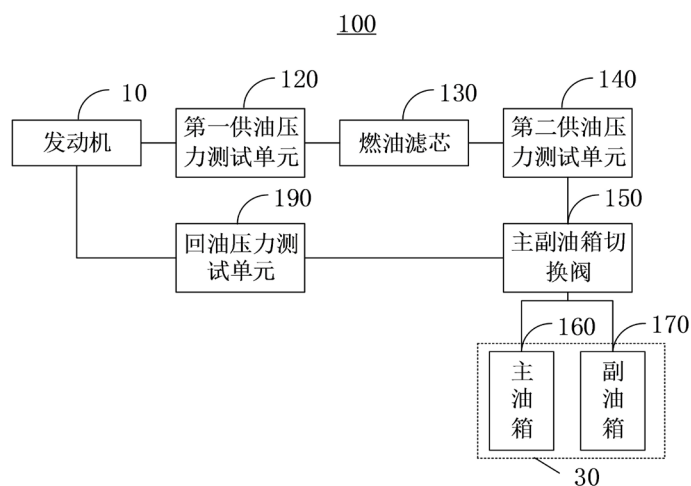 100
10
120
130
140
发动机
第一供油压
力测试单元
燃油滤芯
第二供油压
力测试单元
190
150
回油压力测
试单元
主副油箱切
换阀
160
170
主
油
箱
副
油
箱
30